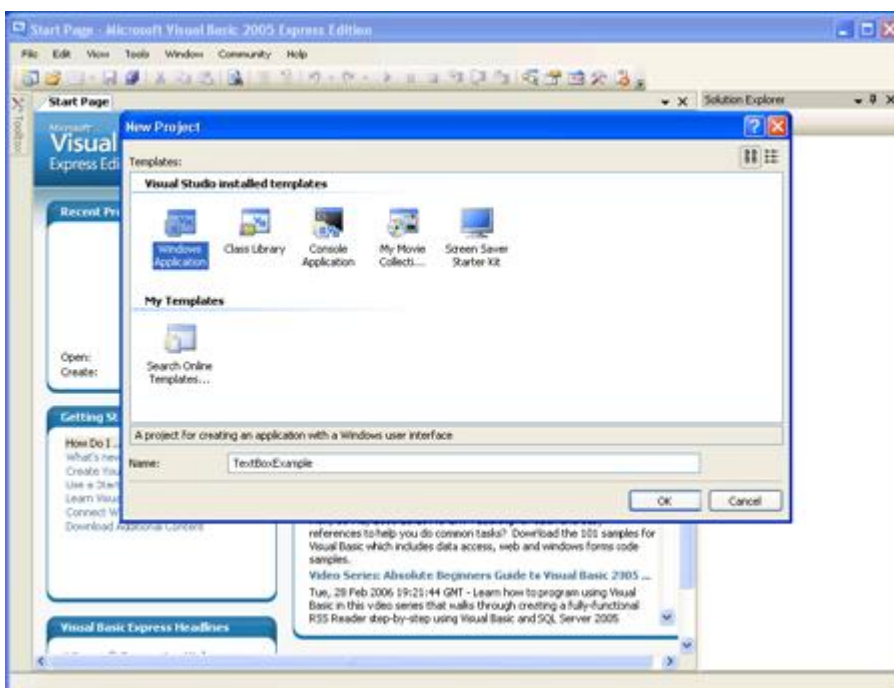 Start Page - Microsoft Visual Basic 2005 Express Edition
File Edit View Tools Window Community Help
Toolbox
Start Page
Solution Explorer
Microsoft
Visual
Express Edi
New Project
Templates:
Visual Studio installed templates
Windows Application
Class Library
Console Application
My Movie Collecti...
Screen Saver Starter Kit
My Templates
Search Online Templates...
A project for creating an application with a Windows user interface
Name: TextBoxExample
OK Cancel
Recent Pro
Open:
Create:
Getting St
How Do I ...
What's new
Create You
Use a Start
Learn Visua
Connect W
Download Additional Content
references to help you do common tasks? Download the 101 samples for
Visual Basic which includes data access, web and windows forms code
samples.
Video Series: Absolute Beginners Guide to Visual Basic 2005 ...
Tue, 28 Feb 2006 19:21:44 GMT - Learn how to program using Visual
Basic in this video series that walks through creating a fully-functional
RSS Reader step-by-step using Visual Basic and SQL Server 2005
Visual Basic Express Headlines